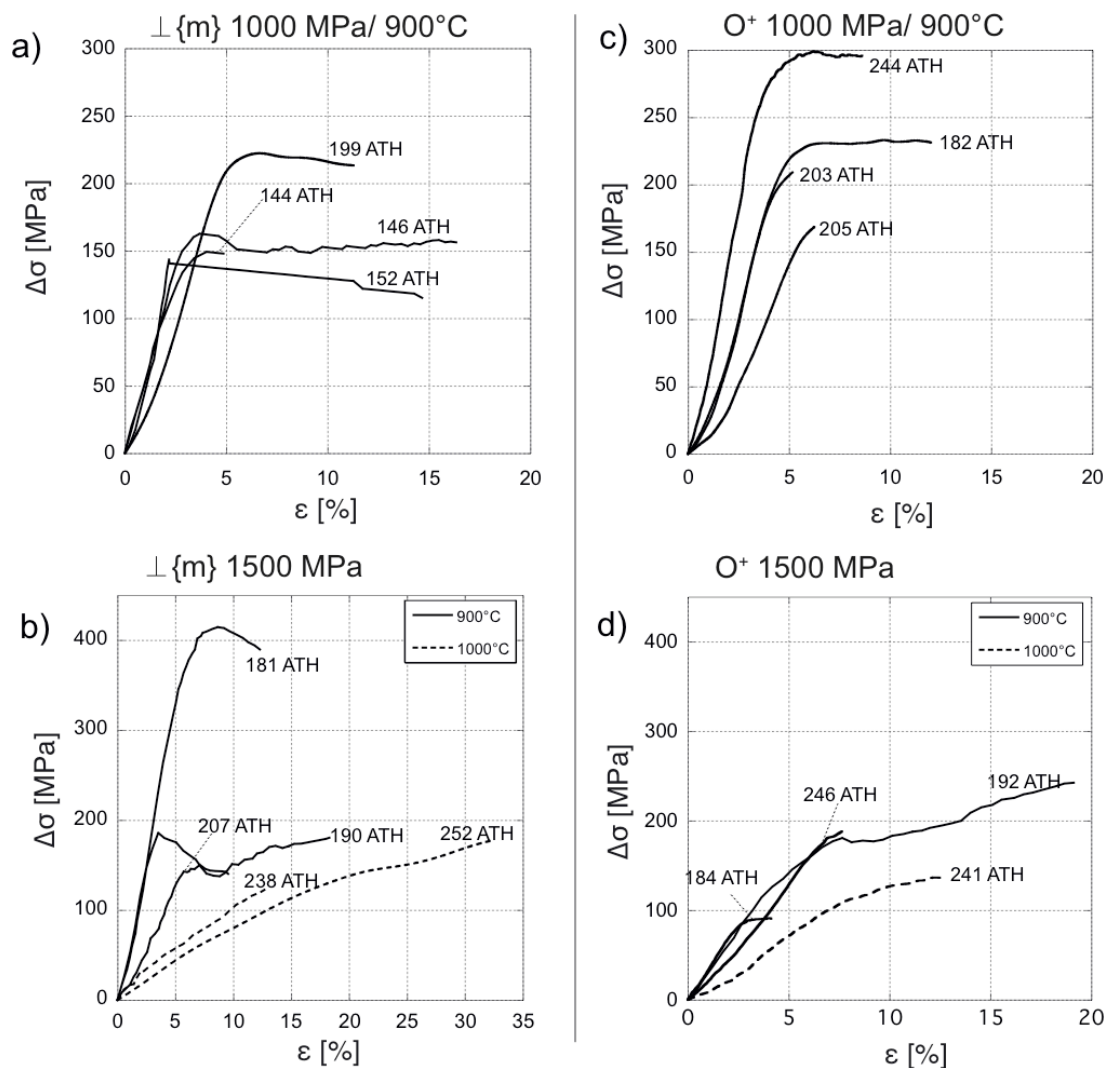 a)
⊥{m} 1000 MPa/ 900°C
300
250
200
150
100
50
0
Δσ [MPa]
199 ATH
144 ATH
146 ATH
152 ATH
0 5 10 15 20
ε [%]
c)
O⁺ 1000 MPa/ 900°C
300
250
200
150
100
50
0
Δσ [MPa]
244 ATH
182 ATH
203 ATH
205 ATH
0 5 10 15 20
ε [%]
b)
⊥{m} 1500 MPa
400
300
200
100
0
Δσ [MPa]
900°C
1000°C
181 ATH
207 ATH
190 ATH
252 ATH
238 ATH
0 5 10 15 20 25 30 35
ε [%]
d)
O⁺ 1500 MPa
400
300
200
100
0
Δσ [MPa]
900°C
1000°C
192 ATH
246 ATH
184 ATH
241 ATH
0 5 10 15 20
ε [%]